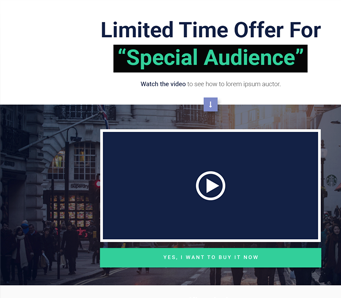 Limited Time Offer For
“Special Audience”
Watch the video to see how to lorem ipsum auctor.
YES, I WANT TO BUY IT NOW